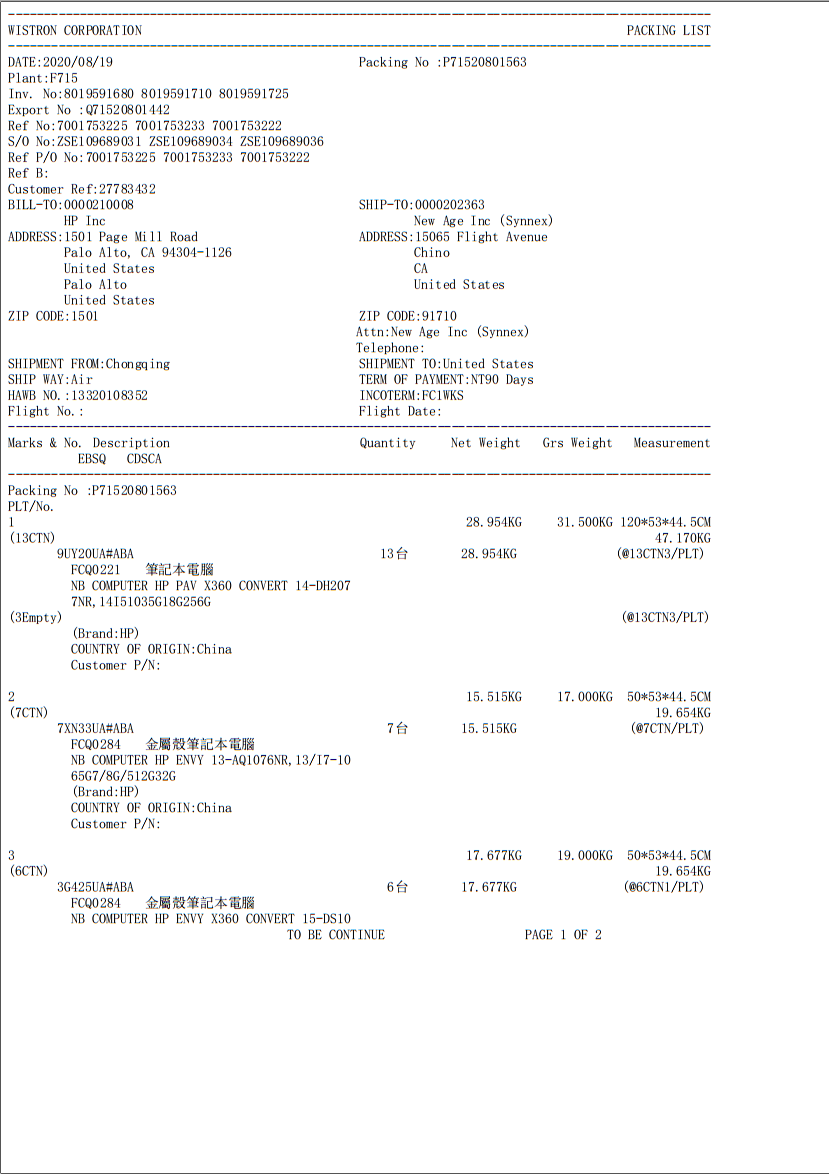 WISTRON CORPORATION PACKING LIST
DATE:2020/08/19 Packing No :P71520801563
Plant:F715
Inv. No:8019591680 8019591710 8019591725
Export No :Q71520801442
Ref No:7001753225 7001753233 7001753222
S/O No:ZSE109689031 ZSE109689034 ZSE109689036
Ref P/O No:7001753225 7001753233 7001753222
Ref B:
Customer Ref:27783432
BILL-TO:0000210008 SHIP-TO:0000202363
HP Inc New Age Inc (Synnex)
ADDRESS:1501 Page Mill Road ADDRESS:15065 Flight Avenue
Palo Alto, CA 94304-1126 Chino
United States CA
Palo Alto United States
United States
ZIP CODE:1501 ZIP CODE:91710
Attn:New Age Inc (Synnex)
Telephone:
SHIPMENT FROM:Chongqing SHIPMENT TO:United States
SHIP WAY:Air TERM OF PAYMENT:NT90 Days
HAWB NO.:13320108352 INCOTERM:FC1WKS
Flight No.: Flight Date:
Marks & No. Description Quantity Net Weight Grs Weight Measurement
EBSQ CDSCA
Packing No :P71520801563
PLT/No.
1 28.954KG 31.500KG 120*53*44.5CM
(13CTN) 47.170KG
9UY20UA#ABA 13台 28.954KG (@13CTN3/PLT)
FCQ0221 筆記本電腦
NB COMPUTER HP PAV X360 CONVERT 14-DH207
7NR,14I51035G18G256G
(3Empty) (@13CTN3/PLT)
(Brand:HP)
COUNTRY OF ORIGIN:China
Customer P/N:
2 15.515KG 17.000KG 50*53*44.5CM
(7CTN) 19.654KG
7XN33UA#ABA 7台 15.515KG (@7CTN/PLT)
FCQ0284 金屬殼筆記本電腦
NB COMPUTER HP ENVY 13-AQ1076NR,13/I7-10
65G7/8G/512G32G
(Brand:HP)
COUNTRY OF ORIGIN:China
Customer P/N:
3 17.677KG 19.000KG 50*53*44.5CM
(6CTN) 19.654KG
3G425UA#ABA 6台 17.677KG (@6CTN1/PLT)
FCQ0284 金屬殼筆記本電腦
NB COMPUTER HP ENVY X360 CONVERT 15-DS10
TO BE CONTINUE PAGE 1 OF 2